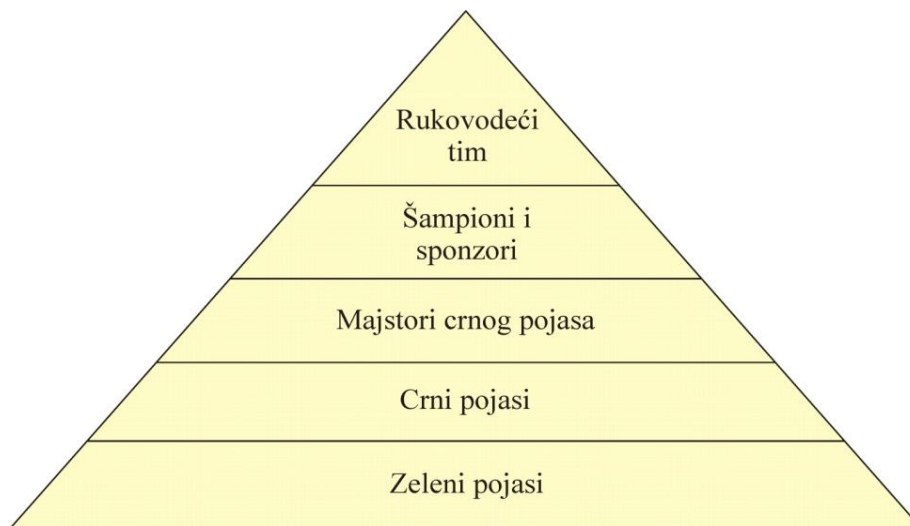 Rukovodeći
tim
Šampioni i
sponzori
Majstori crnog pojasa
Crni pojasi
Zeleni pojasi